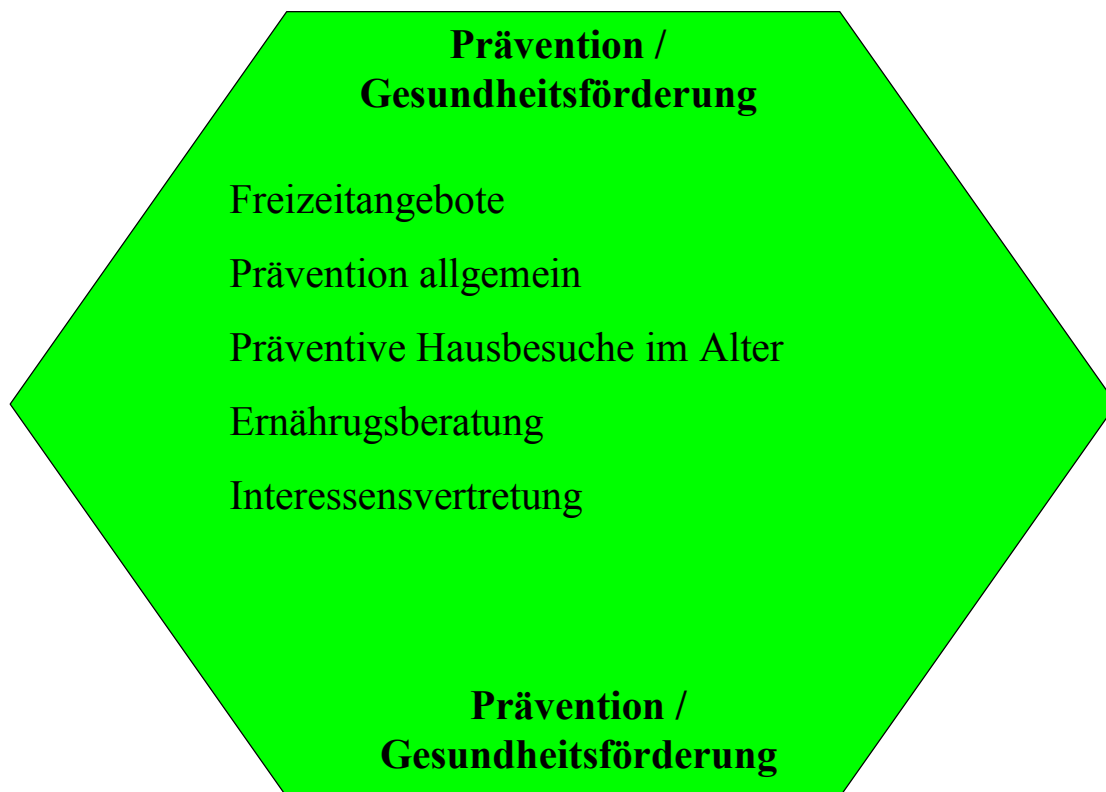 Prävention /
Gesundheitsförderung
Freizeitangebote
Prävention allgemein
Präventive Hausbesuche im Alter
Ernährugsberatung
Interessensvertretung
Prävention /
Gesundheitsförderung